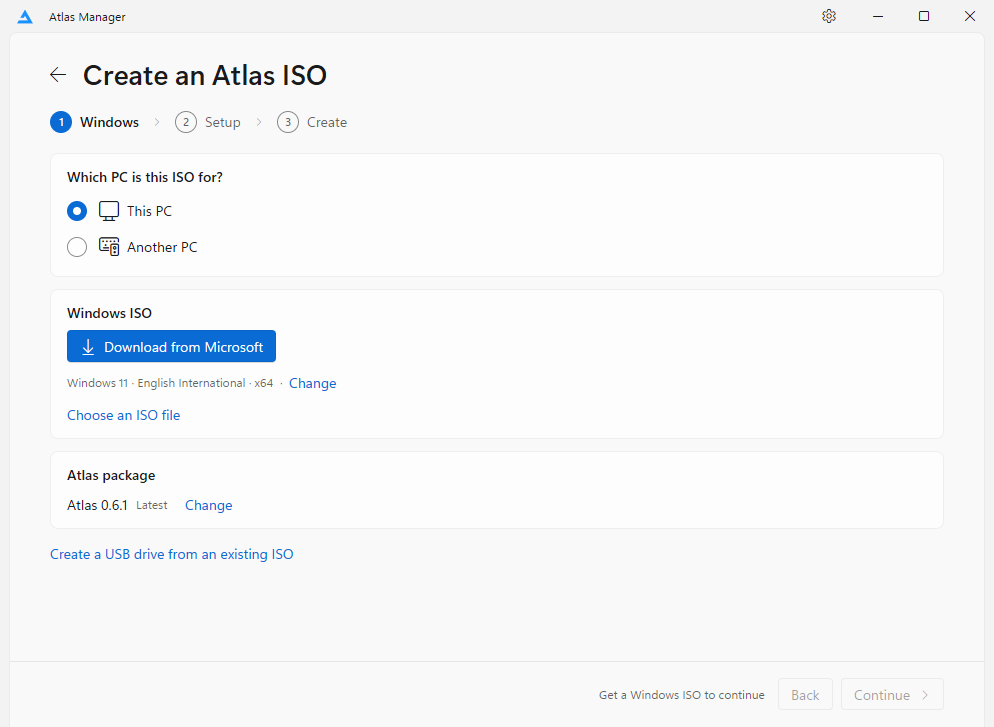 Atlas Manager
Create an Atlas ISO
1 Windows 2 Setup 3 Create
Which PC is this ISO for?
This PC
Another PC
Windows ISO
Download from Microsoft
Windows 11 · English International · x64 · Change
Choose an ISO file
Atlas package
Atlas 0.6.1 Latest Change
Create a USB drive from an existing ISO
Get a Windows ISO to continue Back Continue